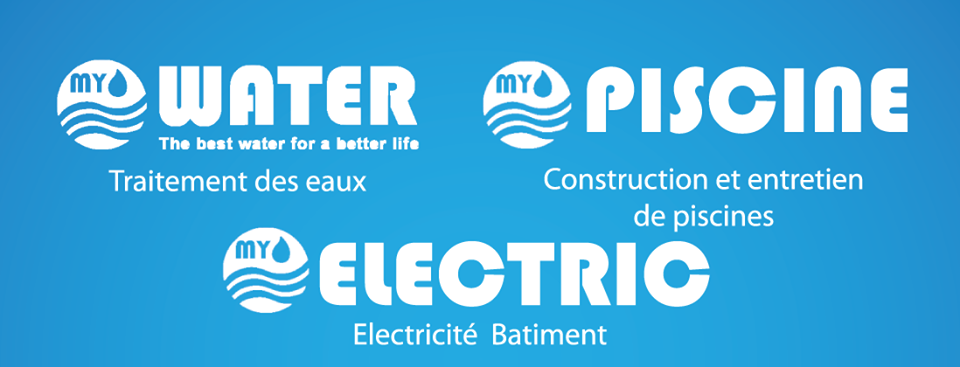 MY WATER
The best water for a better life
Traitement des eaux
MY PISCINE
Construction et entretien
de piscines
MY ELECTRIC
Electricité Batiment